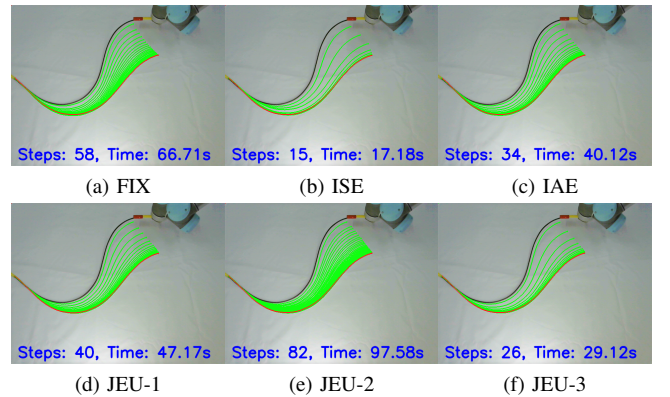 Steps: 58, Time: 66.71s
Steps: 15, Time: 17.18s
Steps: 34, Time: 40.12s
(a) FIX
(b) ISE
(c) IAE
Steps: 40, Time: 47.17s
Steps: 82, Time: 97.58s
Steps: 26, Time: 29.12s
(d) JEU-1
(e) JEU-2
(f) JEU-3